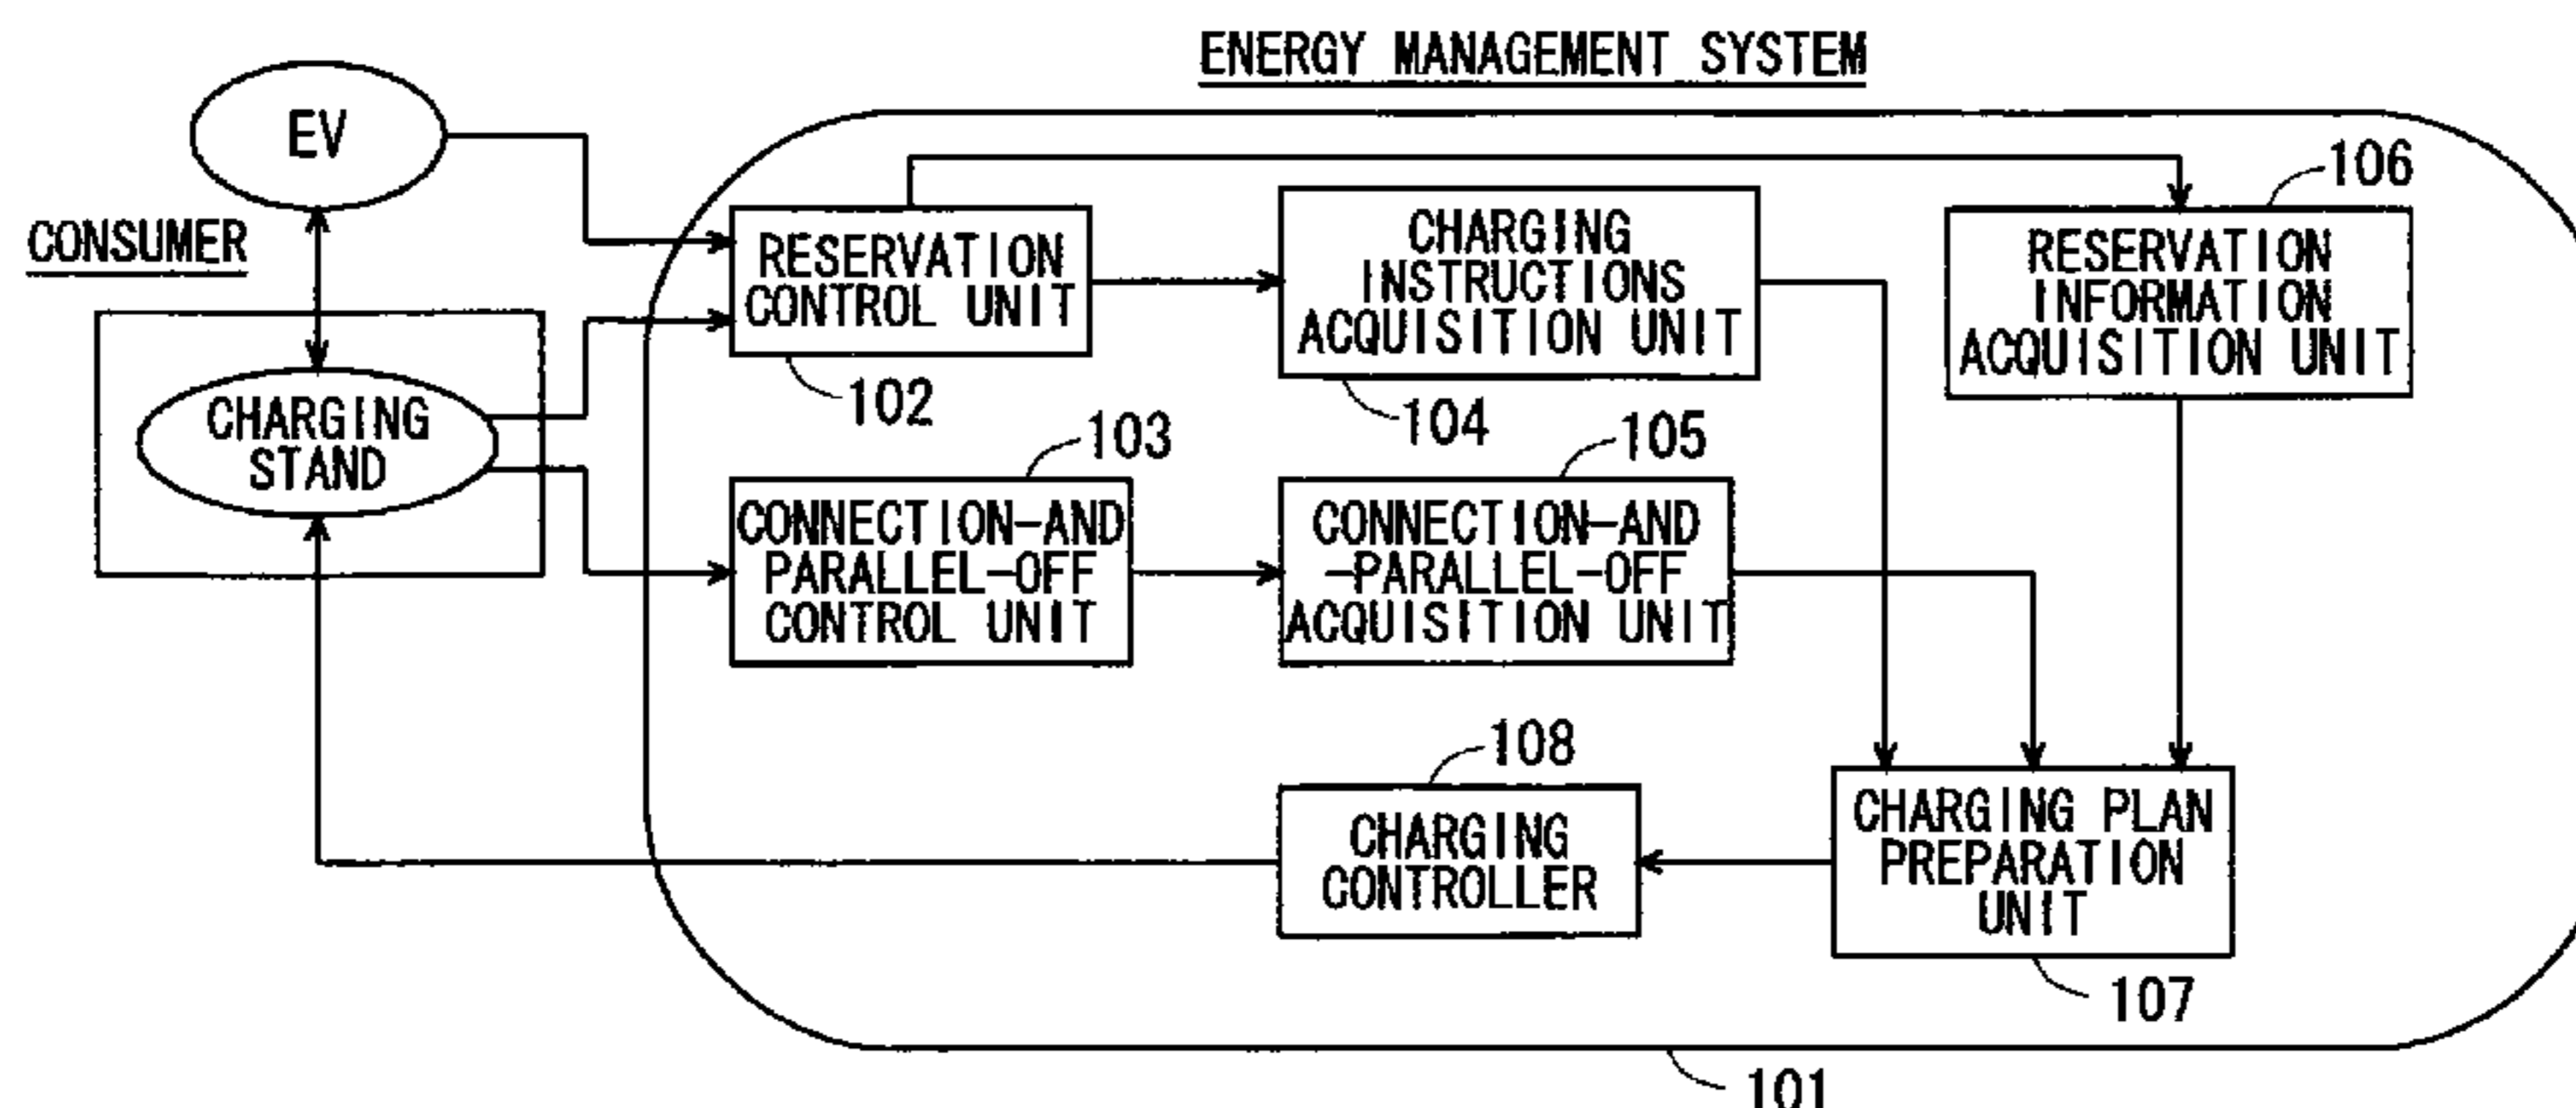 ENERGY MANAGEMENT SYSTEM
EV
CONSUMER
CHARGING
STAND
RESERVATION
CONTROL UNIT
102
CHARGING
INSTRUCTIONS
ACQUISITION UNIT
104
106
RESERVATION
INFORMATION
ACQUISITION UNIT
103
CONNECTION-AND
PARALLEL-OFF
CONTROL UNIT
105
CONNECTION-AND
-PARALLEL-OFF
ACQUISITION UNIT
108
CHARGING
CONTROLLER
CHARGING PLAN
PREPARATION
UNIT
107
101